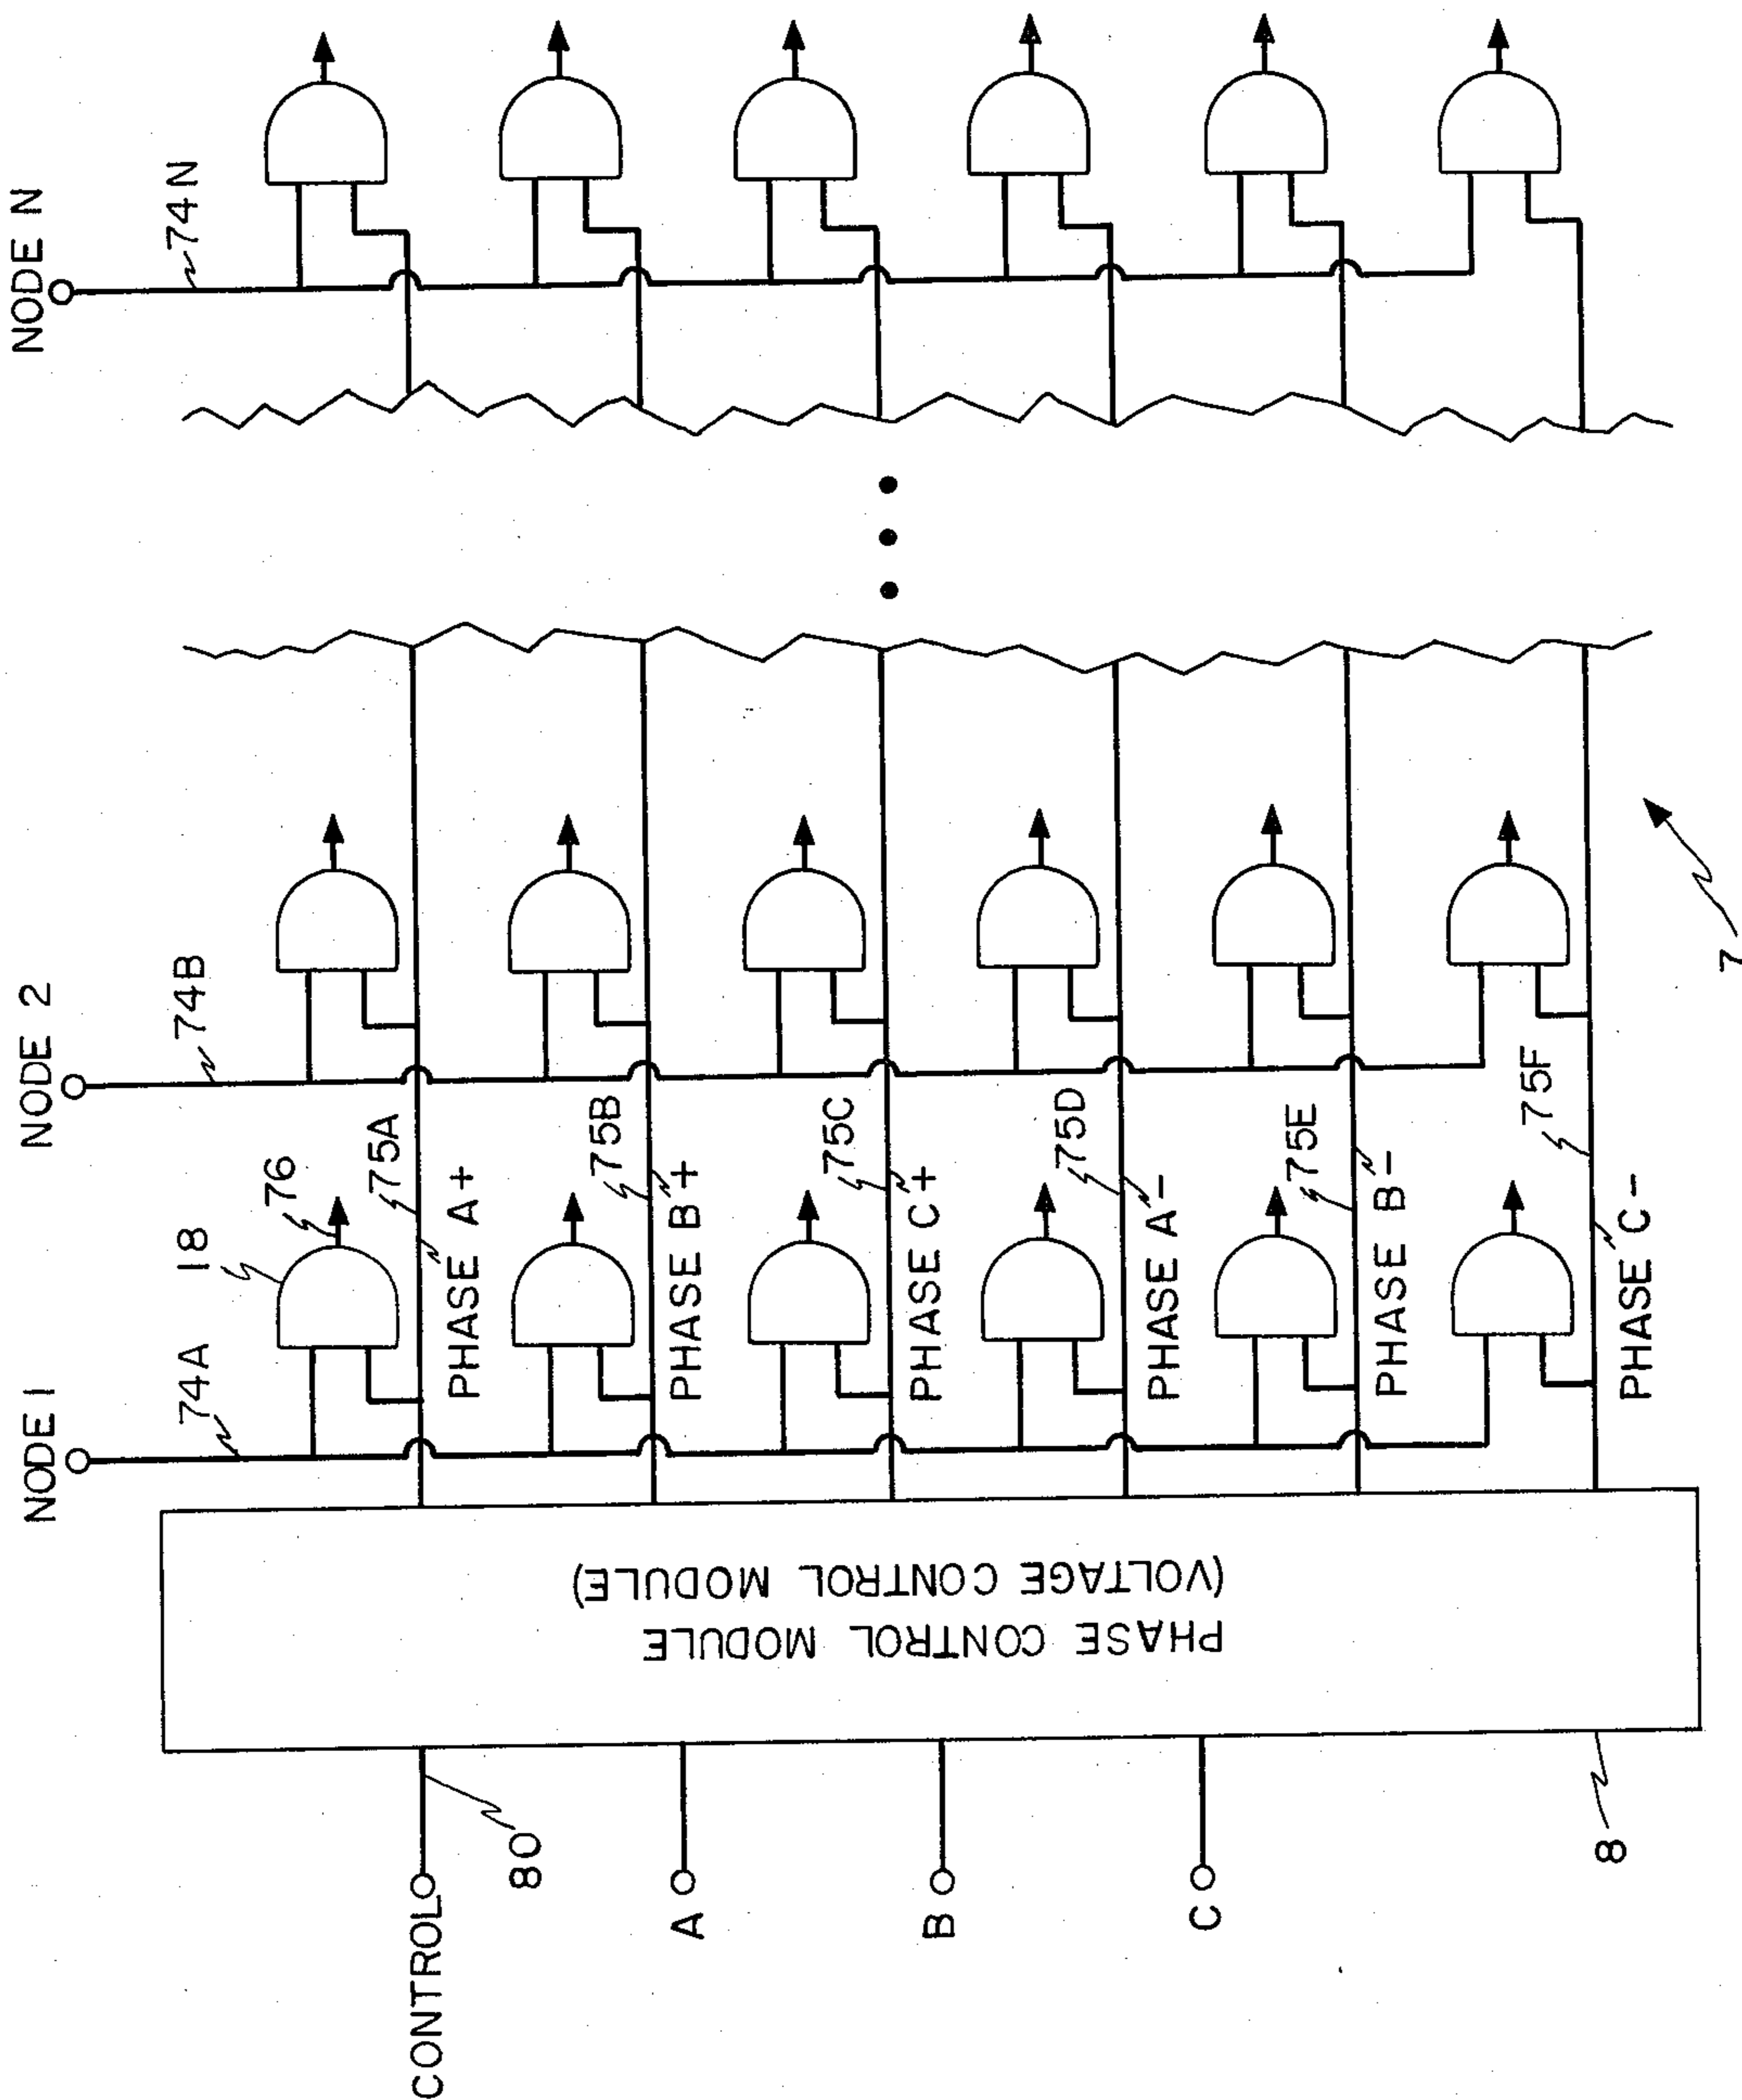 NODE 1
NODE 2
NODE N
74A
74B
74N
18
76
75A
PHASE A+
75B
PHASE B+
75C
PHASE C+
75D
PHASE A-
75E
PHASE B-
75F
PHASE C-
PHASE CONTROL MODULE
(VOLTAGE CONTROL MODULE)
CONTROL
80
A
B
C
8
7